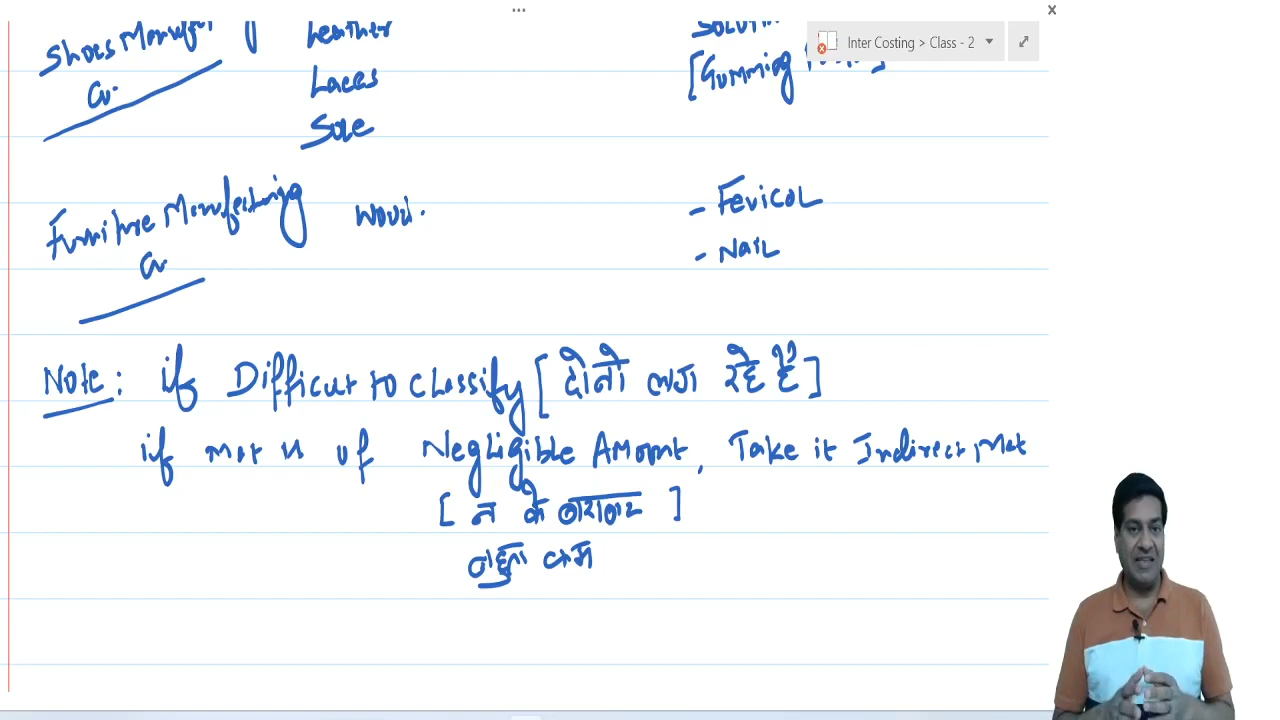 Inter Costing > Class - 2
Shoes Manufa
Co.
Leather
Laces
Sole
Solution
[Gumming
Furniture Manufacturing
Co
wood.
- Fevicol
- Nail
Note: if Difficult to classify [दोनो लग रहे हैं]
if mat is of Negligible Amount, Take it Indirect Mat
[ न के बराबर ]
बहुत कम